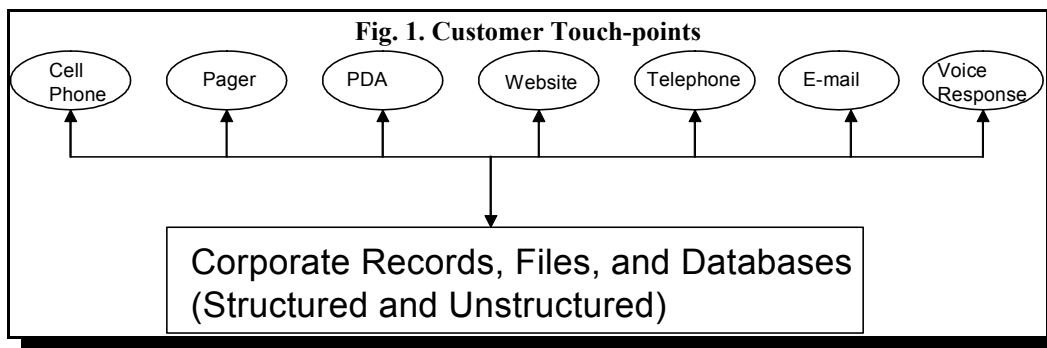 Fig. 1. Customer Touch-points
Cell
Phone
Pager
PDA
Website
Telephone
E-mail
Voice
Response
Corporate Records, Files, and Databases
(Structured and Unstructured)